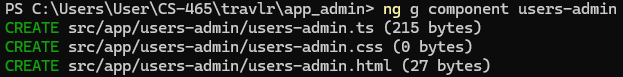 PS C:\Users\User\CS-465\travlr\app_admin> ng g component users-admin
CREATE src/app/users-admin/users-admin.ts (215 bytes)
CREATE src/app/users-admin/users-admin.css (0 bytes)
CREATE src/app/users-admin/users-admin.html (27 bytes)